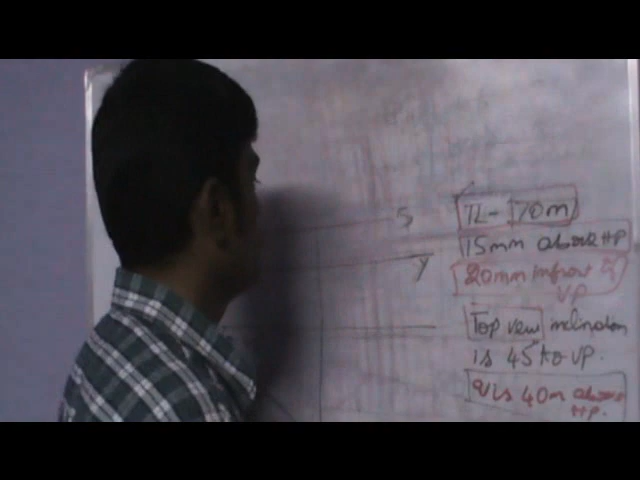 TL- 70m
15mm above HP
20mm infront of
VP
Y
Top view inclination
is 45° to VP.
is 40m above
HP.